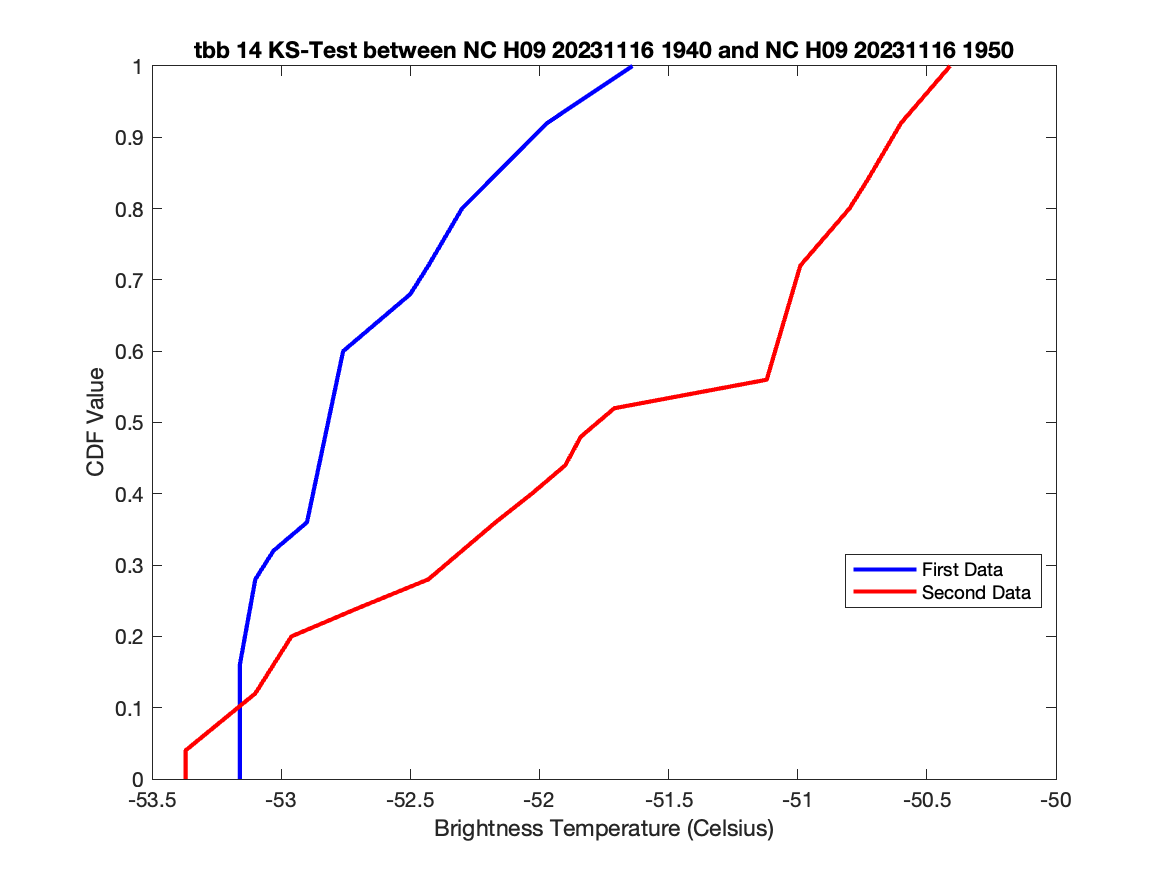 tbb 14 KS-Test between NC H09 20231116 1940 and NC H09 20231116 1950
1
0.9
0.8
0.7
0.6
0.5
0.4
0.3
0.2
0.1
0
CDF Value
First Data
Second Data
-53.5 -53 -52.5 -52 -51.5 -51 -50.5 -50
Brightness Temperature (Celsius)